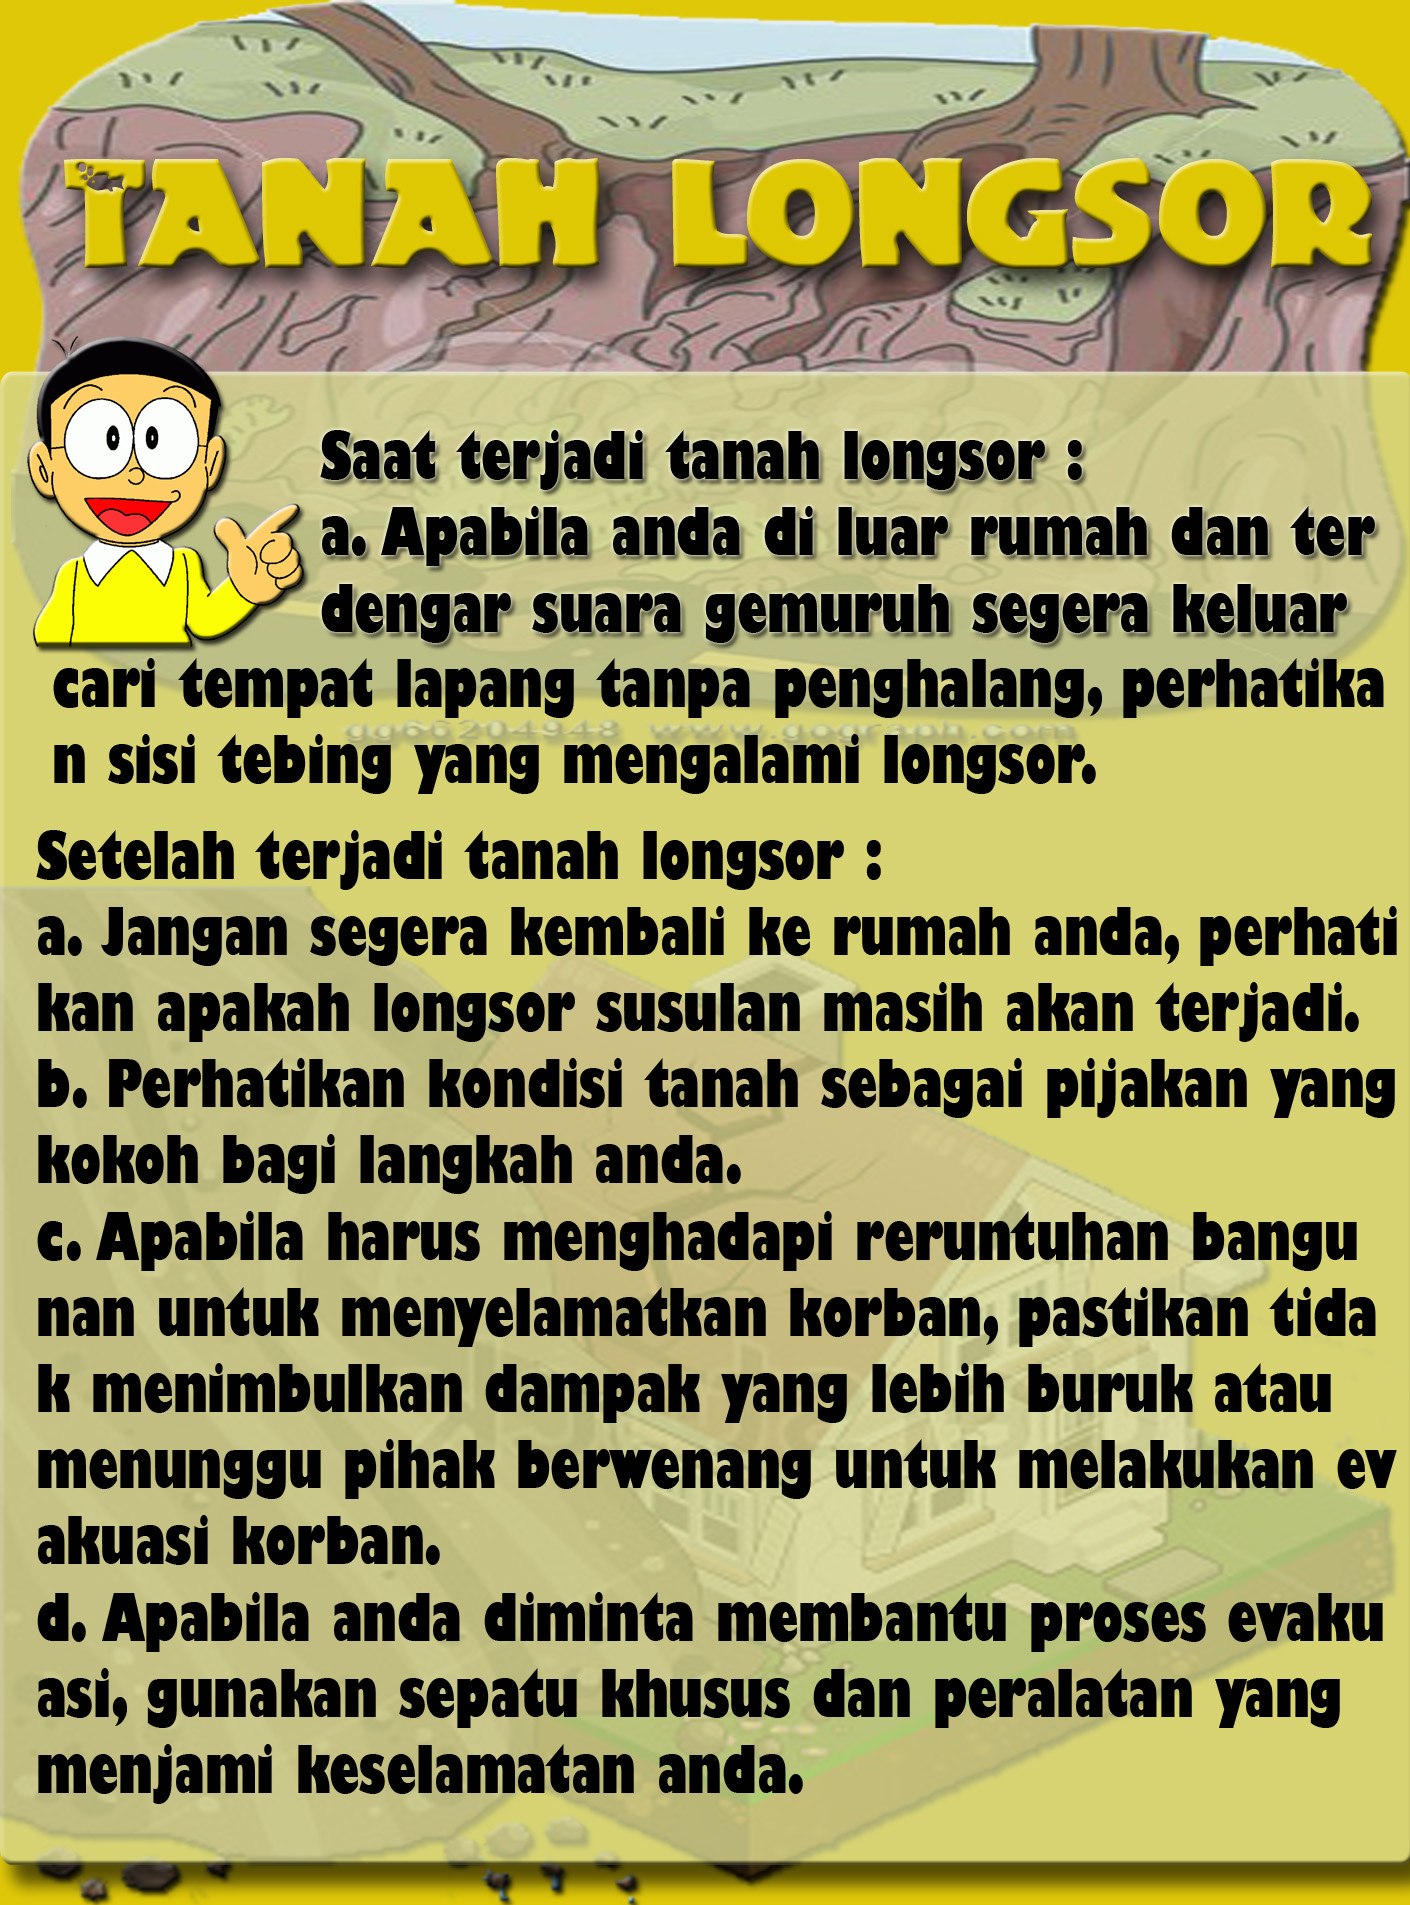 TANAH LONGSOR
Saat terjadi tanah longsor :
a. Apabila anda di luar rumah dan ter
dengar suara gemuruh segera keluar
cari tempat lapang tanpa penghalang, perhatika
gg66204948 www.gograph.com
n sisi tebing yang mengalami longsor.
Setelah terjadi tanah longsor :
a. Jangan segera kembali ke rumah anda, perhati
kan apakah longsor susulan masih akan terjadi.
b. Perhatikan kondisi tanah sebagai pijakan yang
kokoh bagi langkah anda.
c. Apabila harus menghadapi reruntuhan bangu
nan untuk menyelamatkan korban, pastikan tida
k menimbulkan dampak yang lebih buruk atau
menunggu pihak berwenang untuk melakukan ev
akuasi korban.
d. Apabila anda diminta membantu proses evaku
asi, gunakan sepatu khusus dan peralatan yang
menjami keselamatan anda.